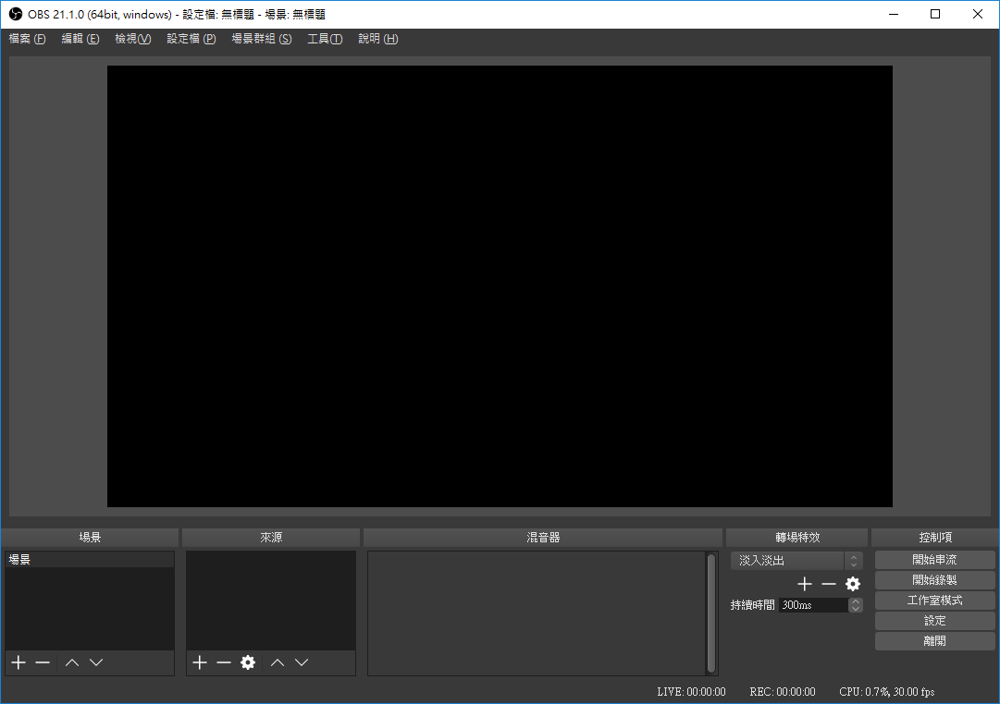 OBS 21.1.0 (64bit, windows) - 設定檔: 無標題 - 場景: 無標題
檔案 (F) 編輯 (E) 檢視(V) 設定檔 (P) 場景群組 (S) 工具(T) 說明 (H)
場景 來源 混音器 轉場特效 控制項
場景
淡入淡出
持續時間 300ms
開始串流
開始錄製
工作室模式
設定
離開
LIVE: 00:00:00 REC: 00:00:00 CPU: 0.7%, 30.00 fps